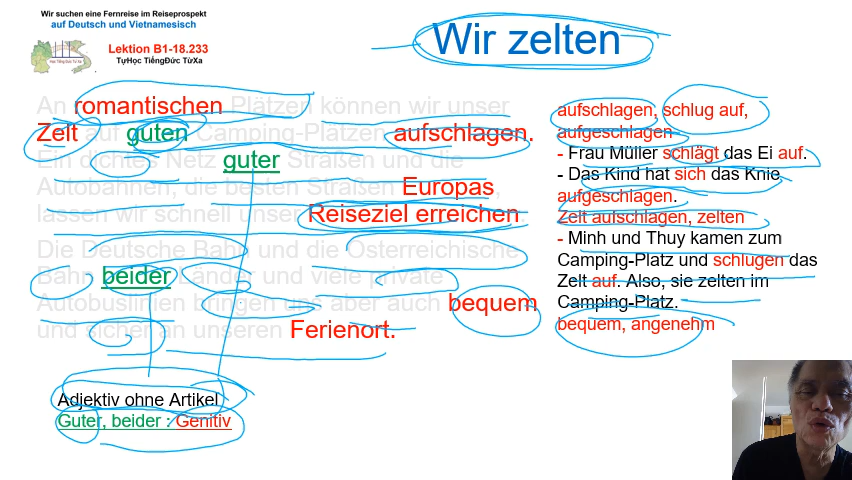 Wir suchen eine Fernreise im Reiseprospekt
auf Deutsch und Vietnamesisch
Lektion B1-18.233
TựHọc TiếngĐức TừXa
Học Tiếng Đức Từ Xa
Wir zelten
An romantischen Plätzen können wir unser
Zelt auf guten Camping-Plätzen aufschlagen.
Ein dichtes Netz guter Straßen und die
Autobahnen die besten Straßen Europas
lassen wir schnell unser Reiseziel erreichen.
Die Deutsche Bahn und die Österreichische
Bahn beider Länder und viele private
Autobuslinien bringen uns aber auch bequem
und sicher an unseren Ferienort.
Adjektiv ohne Artikel
Guter, beider : Genitiv
aufschlagen, schlug auf,
aufgeschlagen
- Frau Müller schlägt das Ei auf.
- Das Kind hat sich das Knie
aufgeschlagen.
Zelt aufschlagen, zelten
- Minh und Thuy kamen zum
Camping-Platz und schlugen das
Zelt auf. Also, sie zelten im
Camping-Platz.
bequem, angenehm